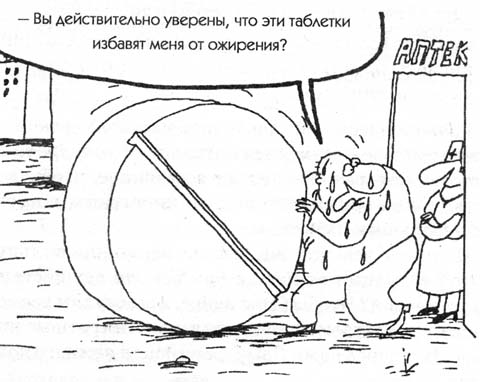 – Вы действительно уверены, что эти таблетки
избавят меня от ожирения?
АПТЕК